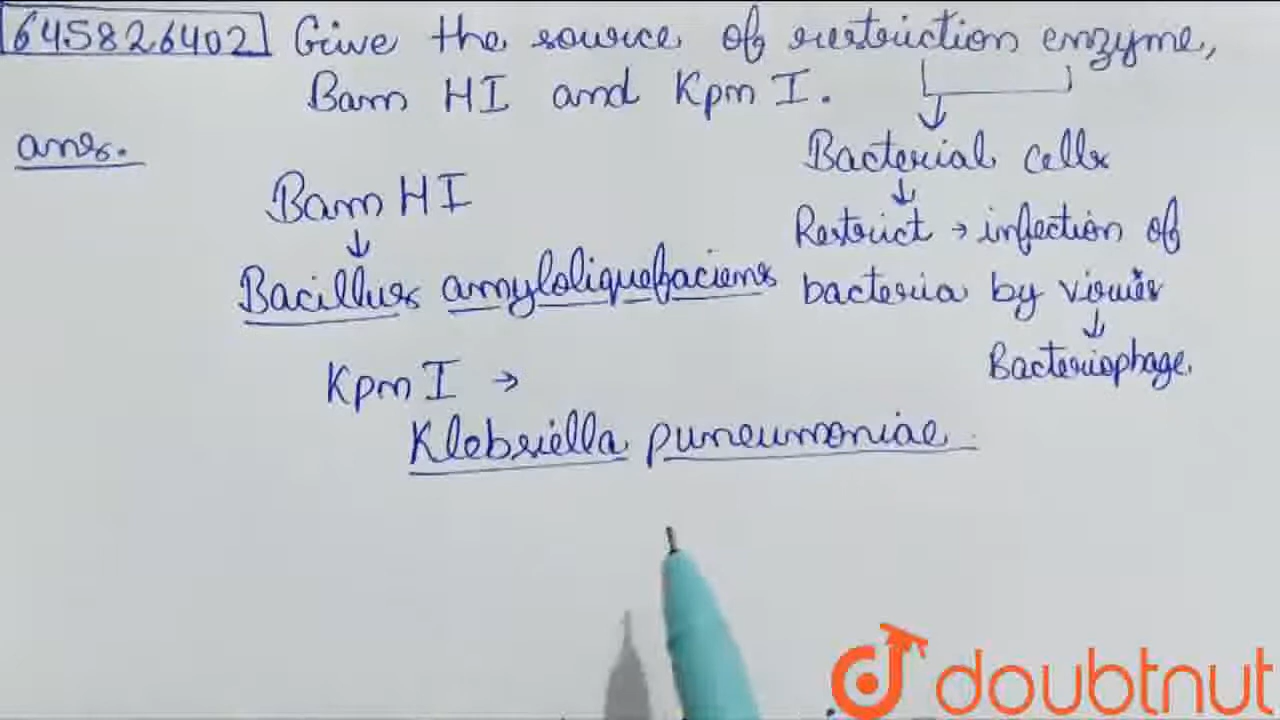 645826402 Give the source of restriction enzyme,
Bam HI and Kpn I.
ans.
Bacterial cells
↓
Bam HI
↓
Restrict → infection of
bacteria by virus
↓
Bacteriophage.
Bacillus amyloliquefaciens
Kpn I →
Klebsiella puneumoniae.
doubtnut